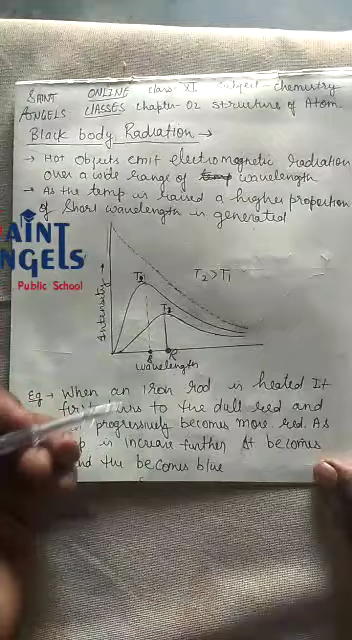 SAINT ONLINE Class XI Subject - Chemistry
ANGELS CLASSES Chapter - 02 Structure of Atom.
Black body Radiation →
→ Hot objects emit electromagnetic radiation
over a wide range of wavelength
→ As the temp is raised a higher proportion
of Short wavelength is generated
SAINT
ANGELS
Public School
T2 > T1
Intensity →
wavelength
Eg → When an Iron rod is heated It
first turns to the dull red and
progressively becomes more red. As
is increase further it becomes
and the becomes blue